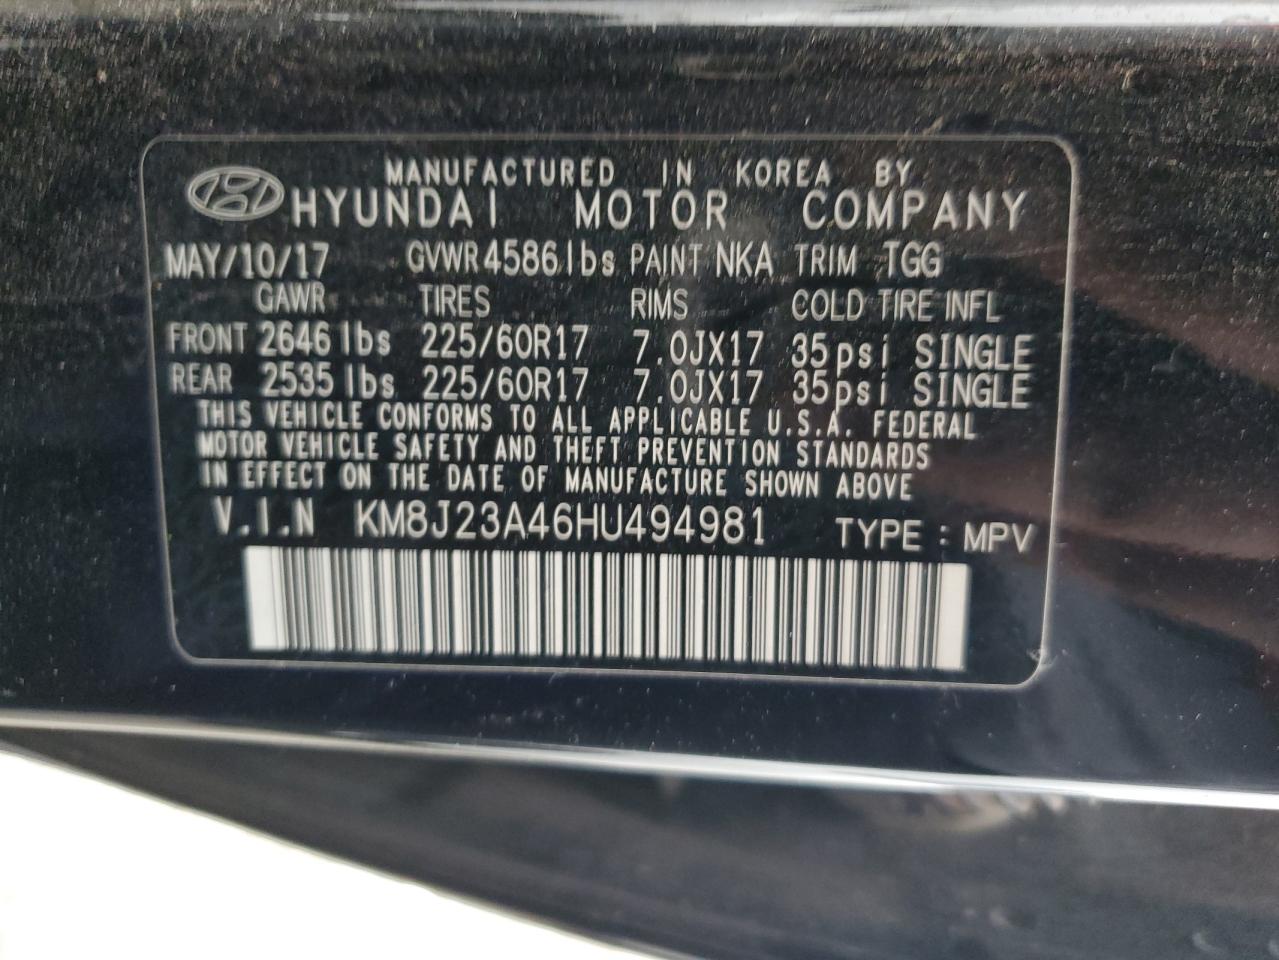 MANUFACTURED IN KOREA BY
HYUNDAI MOTOR COMPANY
MAY/10/17 GVWR 4586 lbs PAINT NKA TRIM TGG
GAWR TIRES RIMS COLD TIRE INFL
FRONT 2646 lbs 225/60R17 7.0JX17 35psi SINGLE
REAR 2535 lbs 225/60R17 7.0JX17 35psi SINGLE
THIS VEHICLE CONFORMS TO ALL APPLICABLE U.S.A. FEDERAL
MOTOR VEHICLE SAFETY AND THEFT PREVENTION STANDARDS
IN EFFECT ON THE DATE OF MANUFACTURE SHOWN ABOVE
V.I.N KM8J23A46HU494981 TYPE : MPV